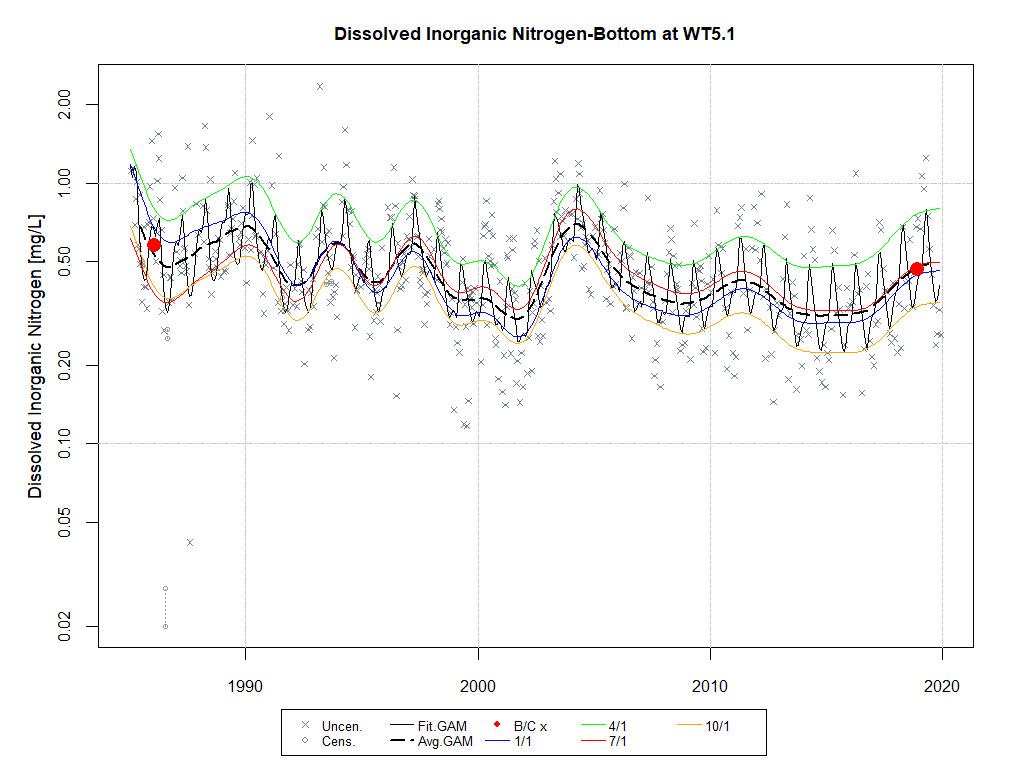 Dissolved Inorganic Nitrogen-Bottom at WT5.1
Dissolved Inorganic Nitrogen [mg/L]
2.00
1.00
0.50
0.20
0.10
0.05
0.02
1990 2000 2010 2020
Uncen. Fit.GAM B/C x 4/1 10/1
Cens. Avg.GAM 1/1 7/1